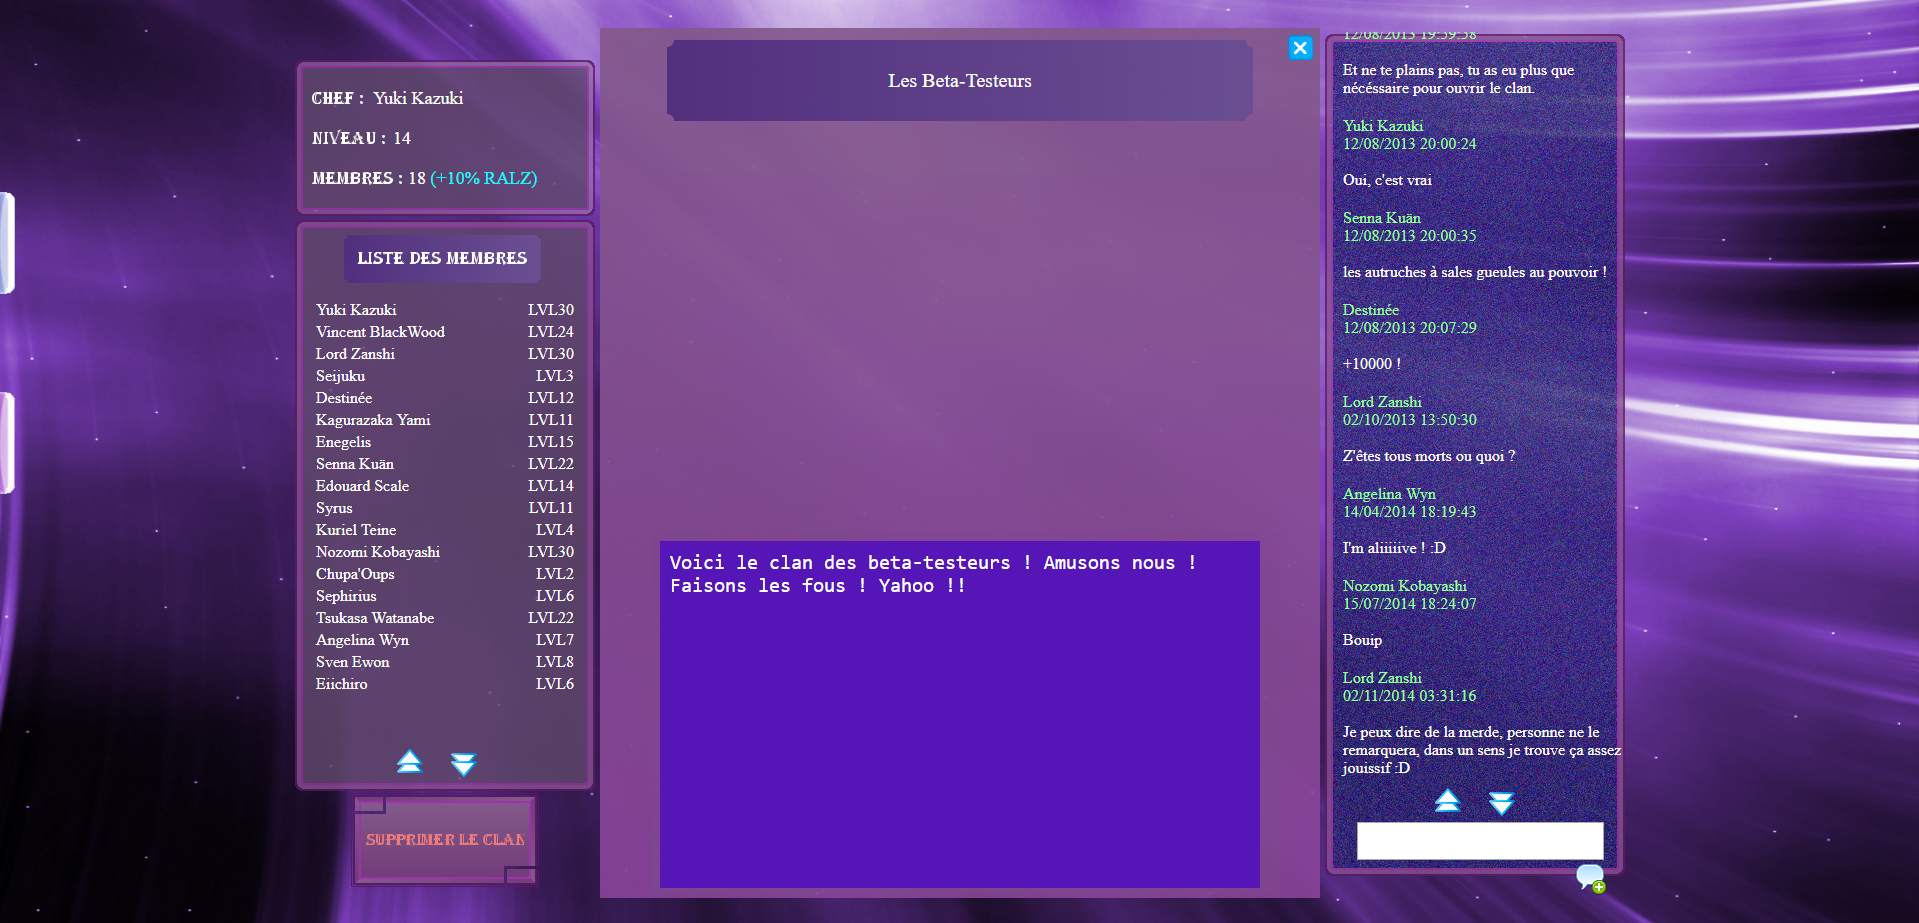 CHEF : Yuki Kazuki
NIVEAU : 14
MEMBRES : 18 (+10% RALZ)
LISTE DES MEMBRES
Yuki Kazuki LVL30
Vincent BlackWood LVL24
Lord Zanshi LVL30
Seijuku LVL3
Destinée LVL12
Kagurazaka Yami LVL11
Enegelis LVL15
Senna Kuän LVL22
Edouard Scale LVL14
Syrus LVL11
Kuriel Teine LVL4
Nozomi Kobayashi LVL30
Chupa'Oups LVL2
Sephirius LVL6
Tsukasa Watanabe LVL22
Angelina Wyn LVL7
Sven Ewon LVL8
Eiichiro LVL6
SUPPRIMER LE CLAN
Les Beta-Testeurs
Voici le clan des beta-testeurs ! Amusons nous !
Faisons les fous ! Yahoo !!
12/08/2013 19:59:58
Et ne te plains pas, tu as eu plus que
nécéssaire pour ouvrir le clan.
Yuki Kazuki
12/08/2013 20:00:24
Oui, c'est vrai
Senna Kuän
12/08/2013 20:00:35
les autruches à sales gueules au pouvoir !
Destinée
12/08/2013 20:07:29
+10000 !
Lord Zanshi
02/10/2013 13:50:30
Z'êtes tous morts ou quoi ?
Angelina Wyn
14/04/2014 18:19:43
I'm aliiiiive ! :D
Nozomi Kobayashi
15/07/2014 18:24:07
Bouip
Lord Zanshi
02/11/2014 03:31:16
Je peux dire de la merde, personne ne le
remarquera, dans un sens je trouve ça assez
jouissif :D